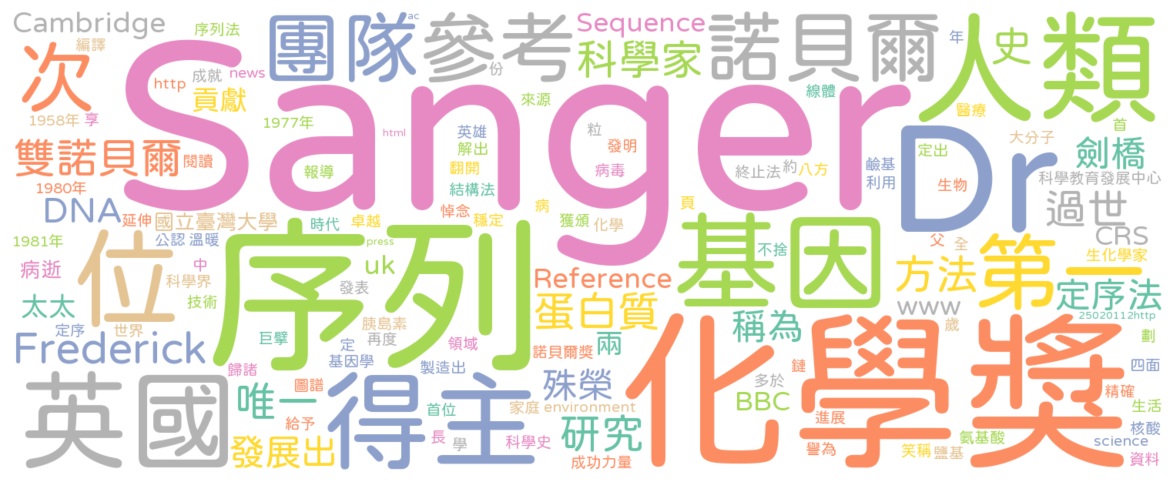 Cambridge
序列法
ac
團隊
參考
Sequence
諾貝爾
年
人類
史
編譯
次
Sanger
份
科學家
http
成就
news
貢獻
來源
線體
醫療
1958年
享
1977年
html
英雄
解出
粒
發明
Dr
首
大分子
定出
劍橋
雙諾貝爾
閱讀
報導
翻開
病毒
終止法
約
八方
鹼基
利用
科學教育發展中心
1980年
結構法
生物
DNA
延伸
國立臺灣大學
時代
卓越
悼念
穩定
病
獲頒
化學
頁
過世
CRS
1981年
公認
溫暖
序列
press
基因
不捨
父
全
第一
生化學家
病逝
位
中
科學界
uk
Reference
方法
定序法
太太
技術
發表
蛋白質
www
25020112http
定序
世界
巨擘
胰島素
再度
稱為
歲
劃
Frederick
定
基因學
領域
諾貝爾獎
兩
化學獎
鏈
四面
歸諸
製造出
英國
圖譜
得主
殊榮
多於
BBC
精確
唯一
給予
首位
家庭
environment
研究
進展
生活
核酸
發展出
長
學
科學史
成功力量
譽為
笑稱
鹽基
氨基酸
science
資料